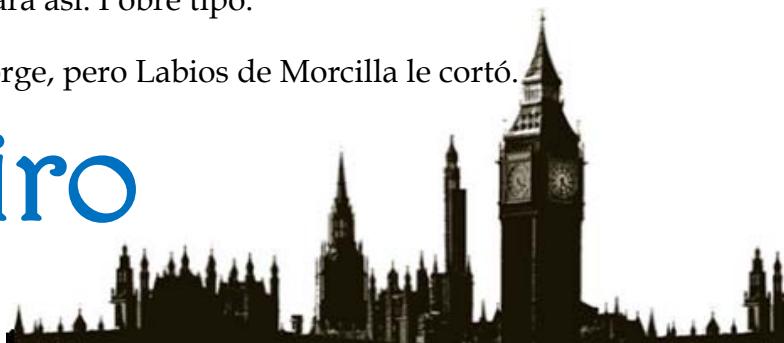 ara así. Pobre tipo.
rge, pero Labios de Morcilla le cortó.
iro